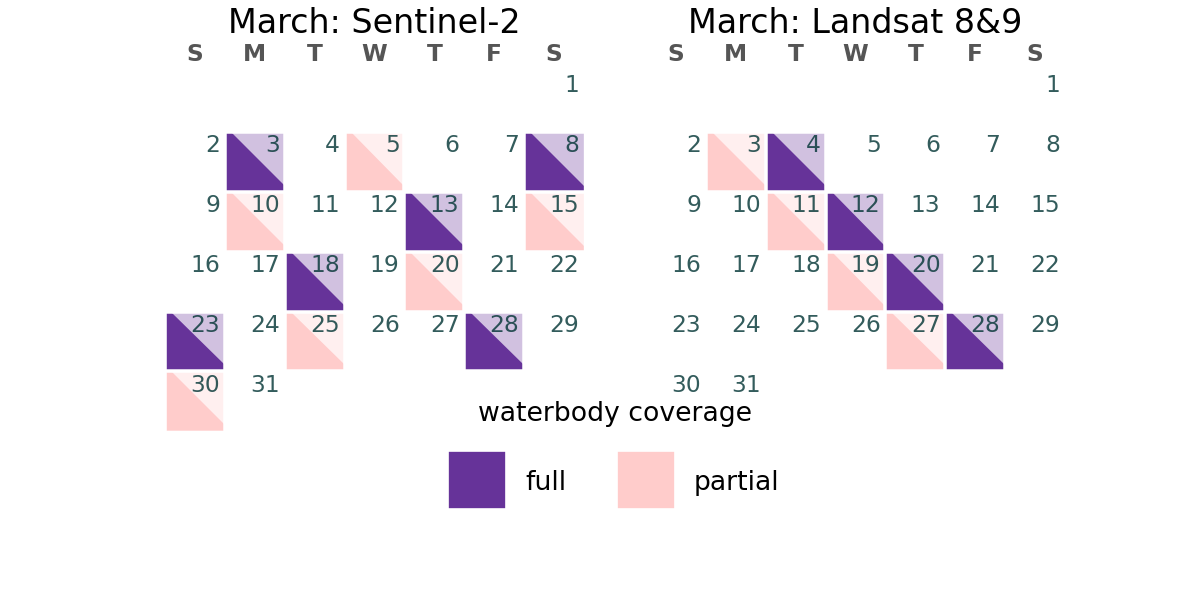 March: Sentinel-2
S M T W T F S
1
2 3 4 5 6 7 8
9 10 11 12 13 14 15
16 17 18 19 20 21 22
23 24 25 26 27 28 29
30 31
March: Landsat 8&9
S M T W T F S
1
2 3 4 5 6 7 8
9 10 11 12 13 14 15
16 17 18 19 20 21 22
23 24 25 26 27 28 29
30 31
waterbody coverage
full partial